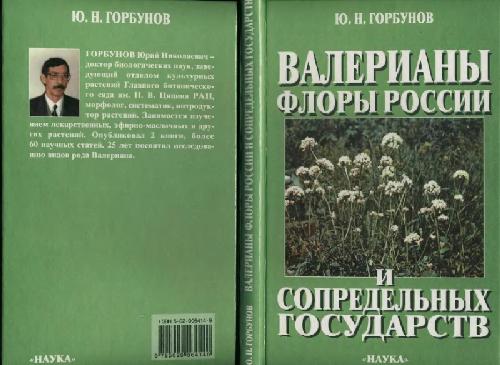 Ю. Н. ГОРБУНОВ
ГОРБУНОВ Юрий Николаевич –
доктор биологических наук, заве-
дующий отделом культурных
растений Главного ботаническо-
го сада им. Н. В. Цицина РАН,
морфолог, систематик, интродук-
тор растений. Занимается изуче-
нием лекарственных, эфирно-масличных и дру-
гих растений. Опубликовал 2 книги, более
60 научных статей. 25 лет посвятил исследова-
нию видов рода Валериана.
«НАУКА»
Ю. Н. ГОРБУНОВ ВАЛЕРИАНЫ ФЛОРЫ РОССИИ И СОПРЕДЕЛЬНЫХ ГОСУДАРСТВ
Ю. Н. ГОРБУНОВ
ВАЛЕРИАНЫ
ФЛОРЫ РОССИИ
И
СОПРЕДЕЛЬНЫХ
ГОСУДАРСТВ
«НАУКА»